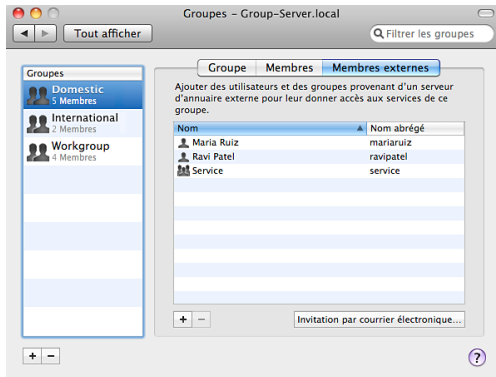 Groupes – Group-Server.local
Tout afficher
Filtrer les groupes
Groupes
Domestic
5 Membres
International
2 Membres
Workgroup
4 Membres
Groupe Membres Membres externes
Ajouter des utilisateurs et des groupes provenant d'un serveur
d'annuaire externe pour leur donner accès aux services de ce
groupe.
Nom Nom abrégé
Maria Ruiz mariaruiz
Ravi Patel ravipatel
Service service
+ − Invitation par courrier électronique...
+ − ?